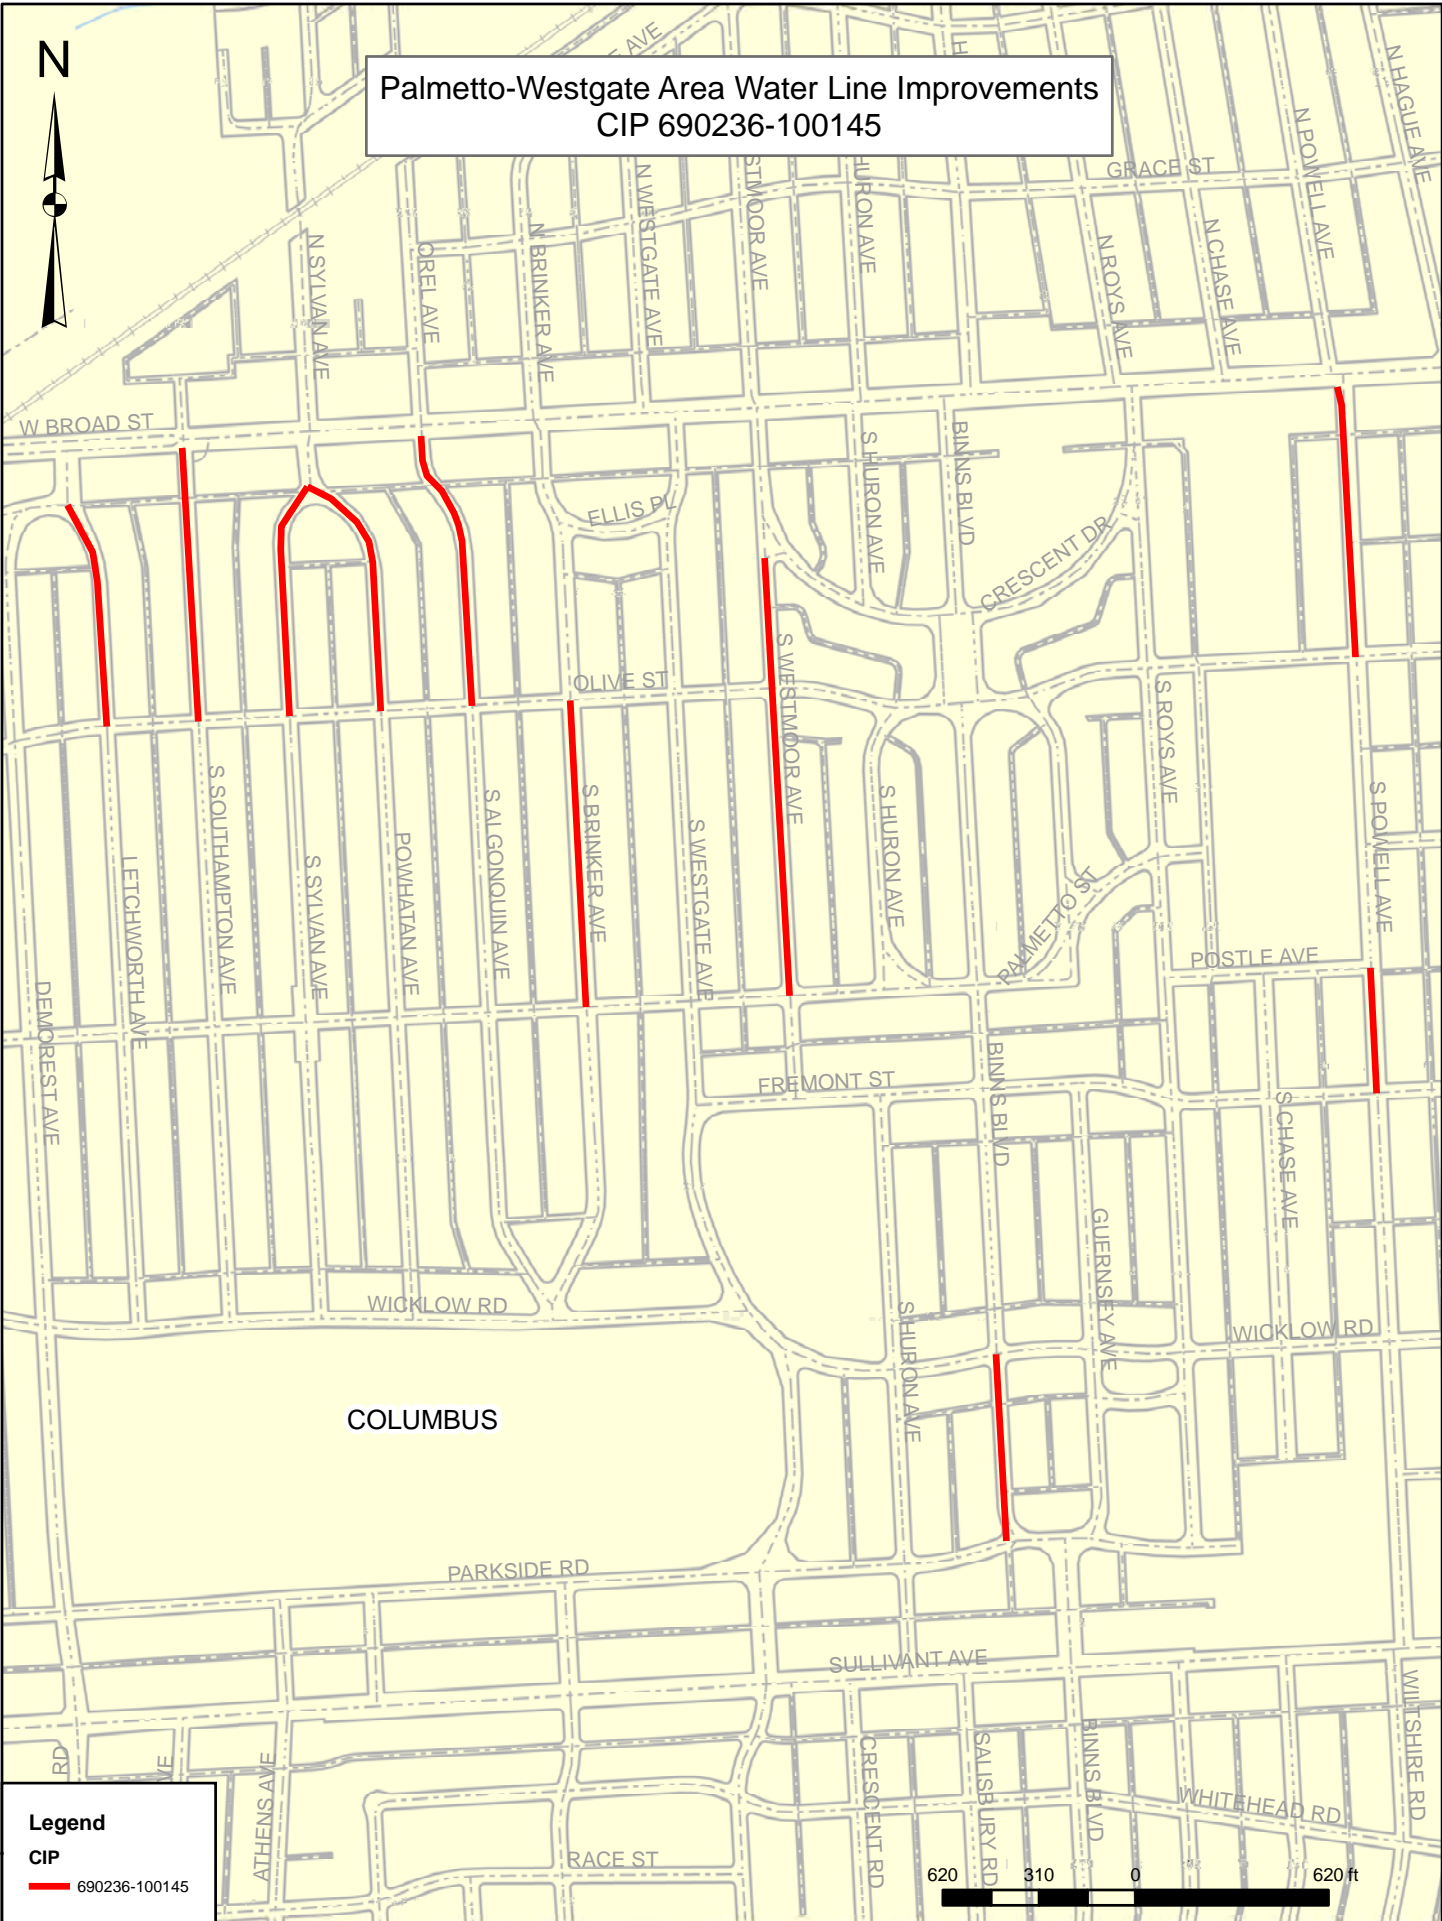 N
Palmetto-Westgate Area Water Line Improvements
CIP 690236-100145
AVE
H
N HAGUE AVE
N POWELL AVE
GRACE ST
N WESTGATE AVE
STMOOR AVE
HURON AVE
N SYLVAN AVE
OREL AVE
N BRINKER AVE
N ROYS AVE
N CHASE AVE
W BROAD ST
S HURON AVE
BINNS BLVD
ELLIS PL
CRESCENT DR
OLIVE ST
S WESTMOOR AVE
S ROYS AVE
S SOUTHAMPTON AVE
S ALGONQUIN AVE
S BRINKER AVE
S HURON AVE
S POWELL AVE
LETCHWORTH AVE
S SYLVAN AVE
POWHATAN AVE
S WESTGATE AVE
PALMETTO ST
POSTLE AVE
DEMOREST AVE
FREMONT ST
BINNS BLVD
S CHASE AVE
GUERNSEY AVE
WICKLOW RD
S HURON AVE
WICKLOW RD
COLUMBUS
PARKSIDE RD
SULLIVANT AVE
WILTSHIRE RD
RD
VE
ATHENS AVE
CRESCENT RD
SALISBURY RD
BINNS BLVD
WHITEHEAD RD
RACE ST
Legend
CIP
690236-100145
620 310 0 620 ft